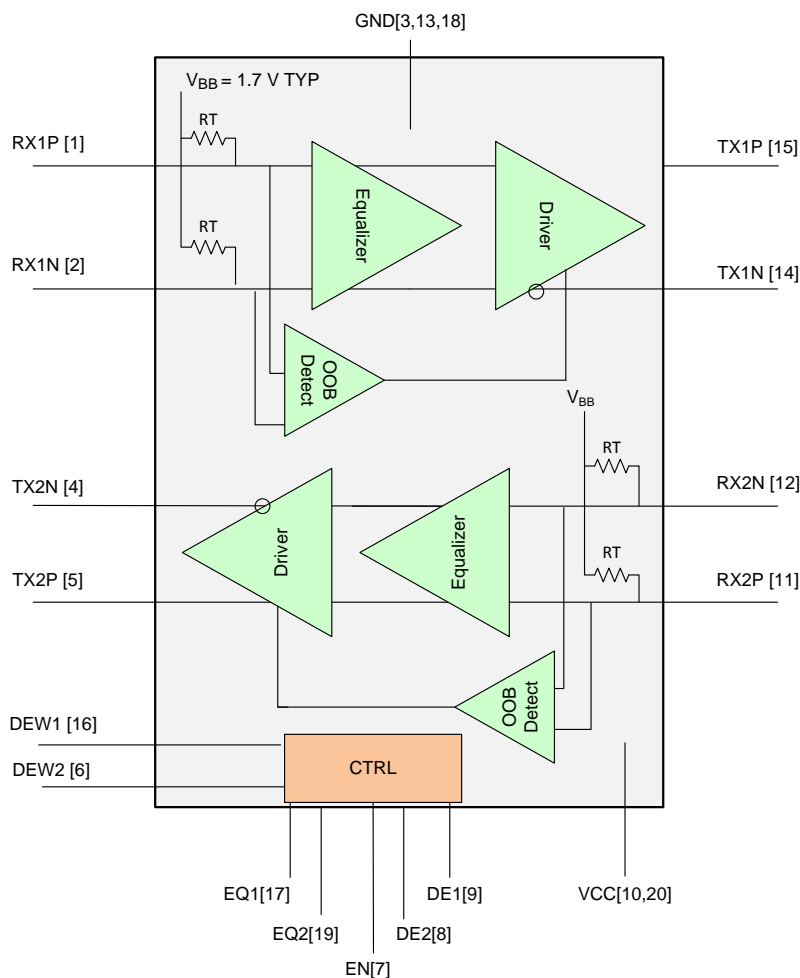 GND[3,13,18]
VBB = 1.7 V TYP
RT
RX1P [1]
TX1P [15]
Equalizer
Driver
RT
RX1N [2]
TX1N [14]
OOB
Detect
VBB
RT
TX2N [4]
RX2N [12]
Driver
Equalizer
RT
TX2P [5]
RX2P [11]
OOB
Detect
DEW1 [16]
DEW2 [6]
CTRL
EQ1[17]
DE1[9]
VCC[10,20]
EQ2[19]
DE2[8]
EN[7]